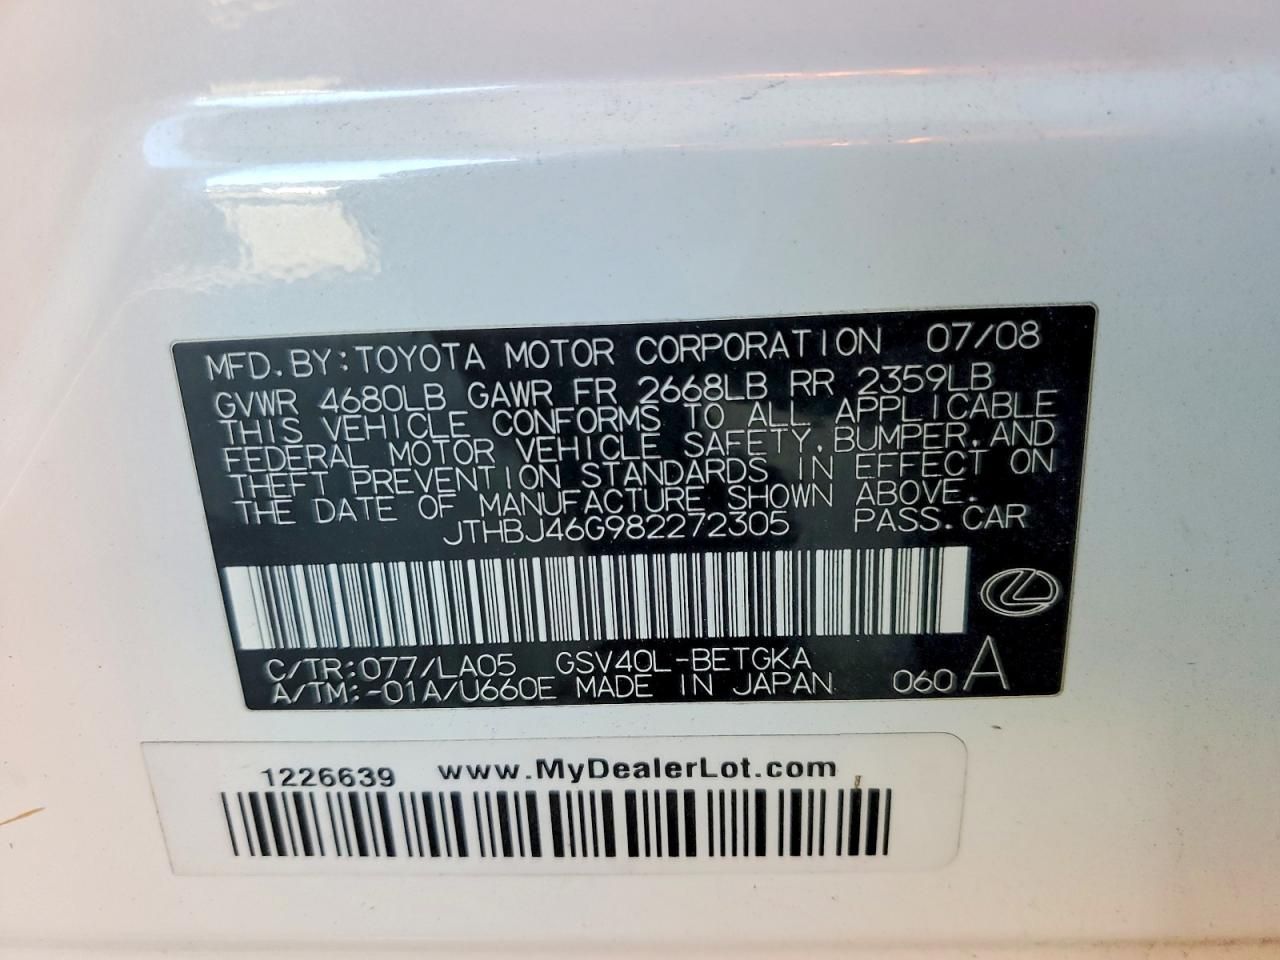 MFD. BY: TOYOTA MOTOR CORPORATION 07/08
GVWR 4680LB GAWR FR 2668LB RR 2359LB
THIS VEHICLE CONFORMS TO ALL APPLICABLE
FEDERAL MOTOR VEHICLE SAFETY, BUMPER, AND
THEFT PREVENTION STANDARDS IN EFFECT ON
THE DATE OF MANUFACTURE SHOWN ABOVE.
JTHBJ46G982272305 PASS. CAR
C/TR: 077/LA05 GSV40L-BETGKA
A/TM: -01A/U660E MADE IN JAPAN 060 A
1226639 www.MyDealerLot.com